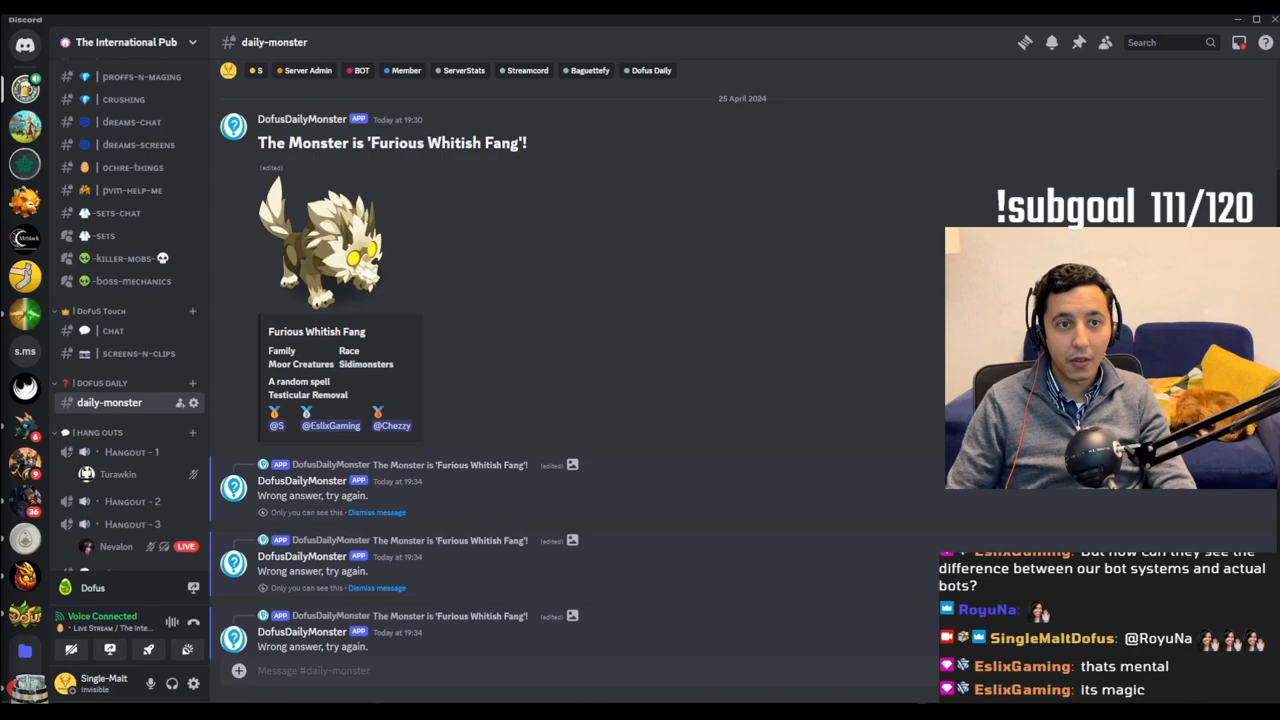 Discord
The International Pub
daily-monster
Search
PROFFS-N-MAGING
CRUSHING
DREAMS-CHAT
DREAMS-SCREENS
OCHRE-THINGS
PVM-HELP-ME
-SETS-CHAT
-SETS
-KILLER-MOBS-
-BOSS-MECHANICS
DOFUS TOUCH
CHAT
SCREENS-N-CLIPS
DOFUS DAILY
daily-monster
HANG OUTS
HANGOUT - 1
Turawkin
HANGOUT - 2
HANGOUT - 3
Nevalon
LIVE
Dofus
Voice Connected
Live Stream / The Inte...
Single-Malt
Invisible
s.ms
6
9
36
S
Server Admin
BOT
Member
ServerStats
Streamcord
Baguettefy
Dofus Daily
25 April 2024
DofusDailyMonster APP Today at 19:30
The Monster is 'Furious Whitish Fang'!
(edited)
Furious Whitish Fang
Family Race
Moor Creatures Sidimonsters
A random spell
Testicular Removal
@S @EslixGaming @Chezzy
APP DofusDailyMonster The Monster is 'Furious Whitish Fang'! (edited)
DofusDailyMonster APP Today at 19:34
Wrong answer, try again.
Only you can see this • Dismiss message
APP DofusDailyMonster The Monster is 'Furious Whitish Fang'! (edited)
DofusDailyMonster APP Today at 19:34
Wrong answer, try again.
Only you can see this • Dismiss message
APP DofusDailyMonster The Monster is 'Furious Whitish Fang'! (edited)
DofusDailyMonster APP Today at 19:34
Wrong answer, try again.
Message #daily-monster
!subgoal 111/120
EslixGaming: But how can they see the
difference between our bot systems and actual
bots?
RoyuNa:
SingleMaltDofus: @RoyuNa
EslixGaming: thats mental
EslixGaming: its magic